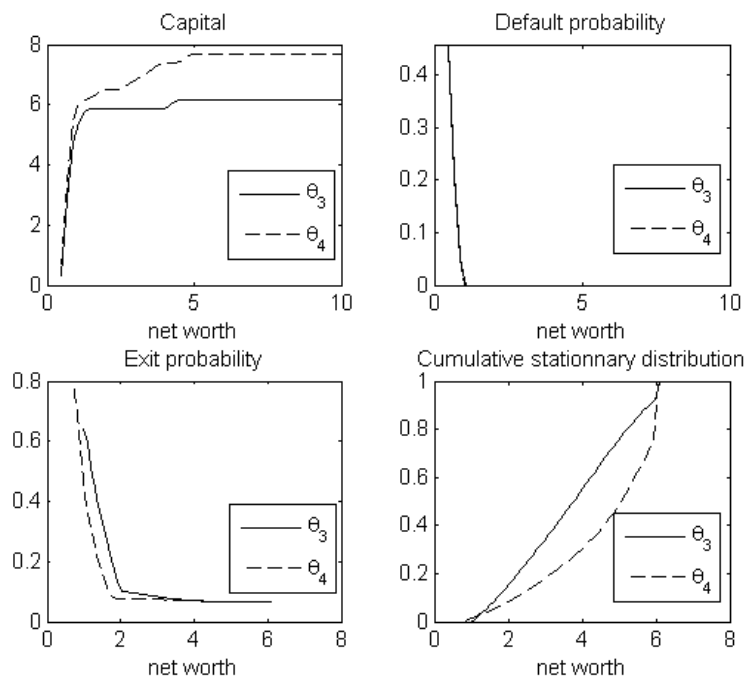 Capital
8
6
4
2
0
0
5
10
θ3
θ4
net worth
Default probability
0.4
0.3
0.2
0.1
0
0
5
10
θ3
θ4
net worth
Exit probability
0.8
0.6
0.4
0.2
0
0
2
4
6
8
θ3
θ4
net worth
Cumulative stationnary distribution
1
0.8
0.6
0.4
0.2
0
0
2
4
6
8
θ3
θ4
net worth